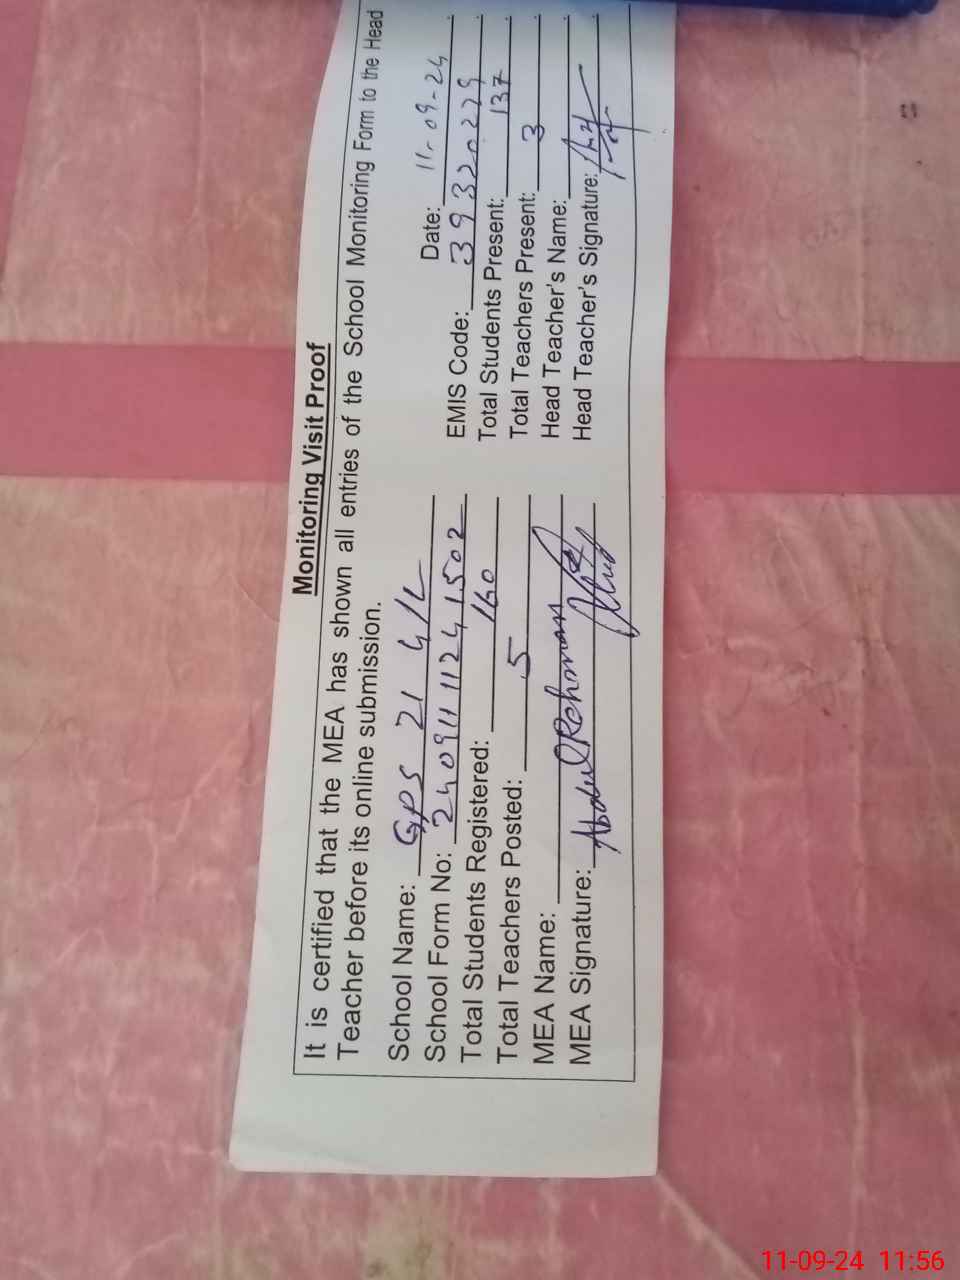 Monitoring Visit Proof
It is certified that the MEA has shown all entries of the School Monitoring Form to the Head
Teacher before its online submission.
Date: 11-09-24
School Name: GPS 21 4/L
EMIS Code: 39320229
School Form No: 24091111241502
Total Students Present: 137
Total Students Registered: 160
Total Teachers Present: 3
Total Teachers Posted: 5
Head Teacher's Name:
MEA Name: Abdul Rehman
Head Teacher's Signature:
MEA Signature:
11-09-24 11:56